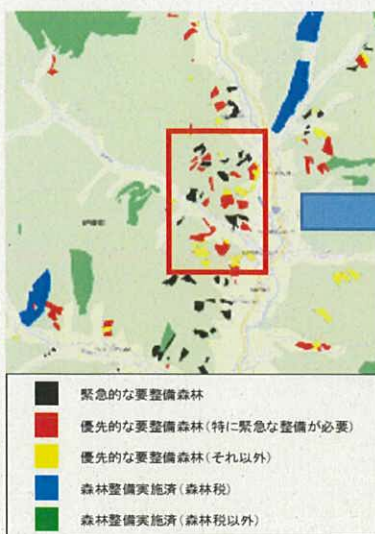 緊急的な要整備森林
優先的な要整備森林(特に緊急な整備が必要)
優先的な要整備森林(それ以外)
森林整備実施済(森林税)
森林整備実施済(森林税以外)